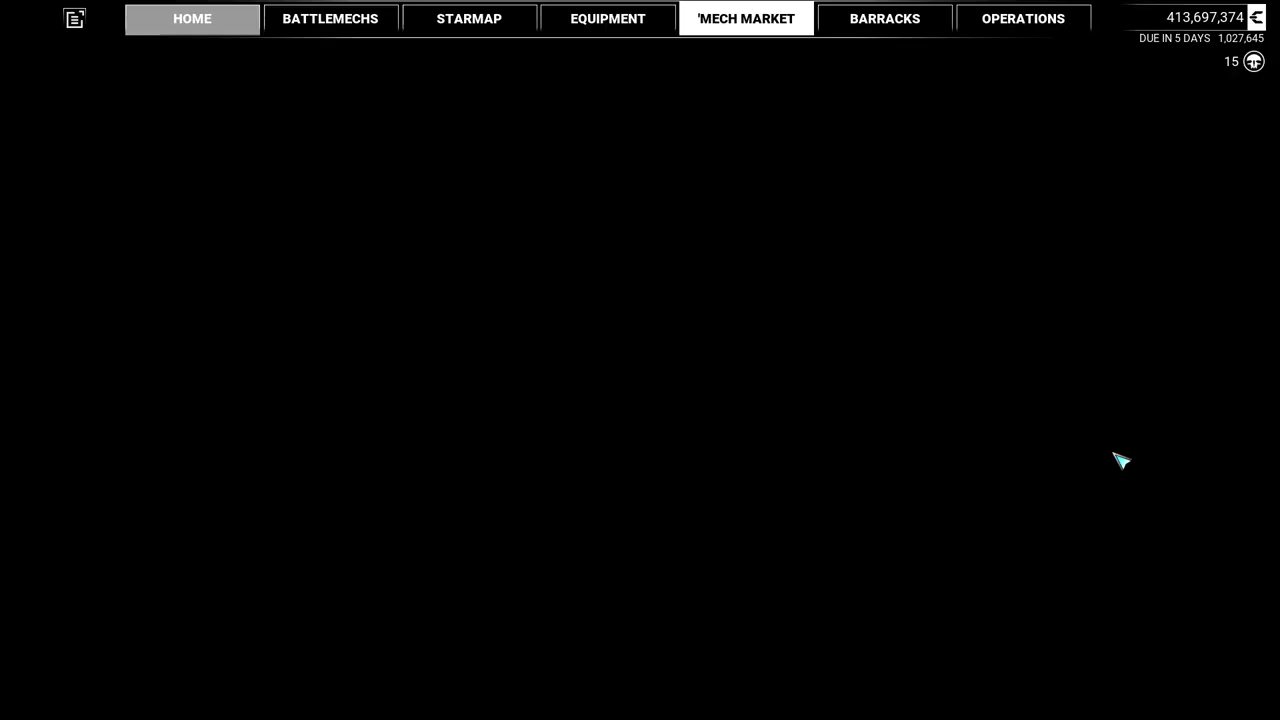 HOME
BATTLEMECHS
STARMAP
EQUIPMENT
'MECH MARKET
BARRACKS
OPERATIONS
413,697,374
DUE IN 5 DAYS 1,027,645
15